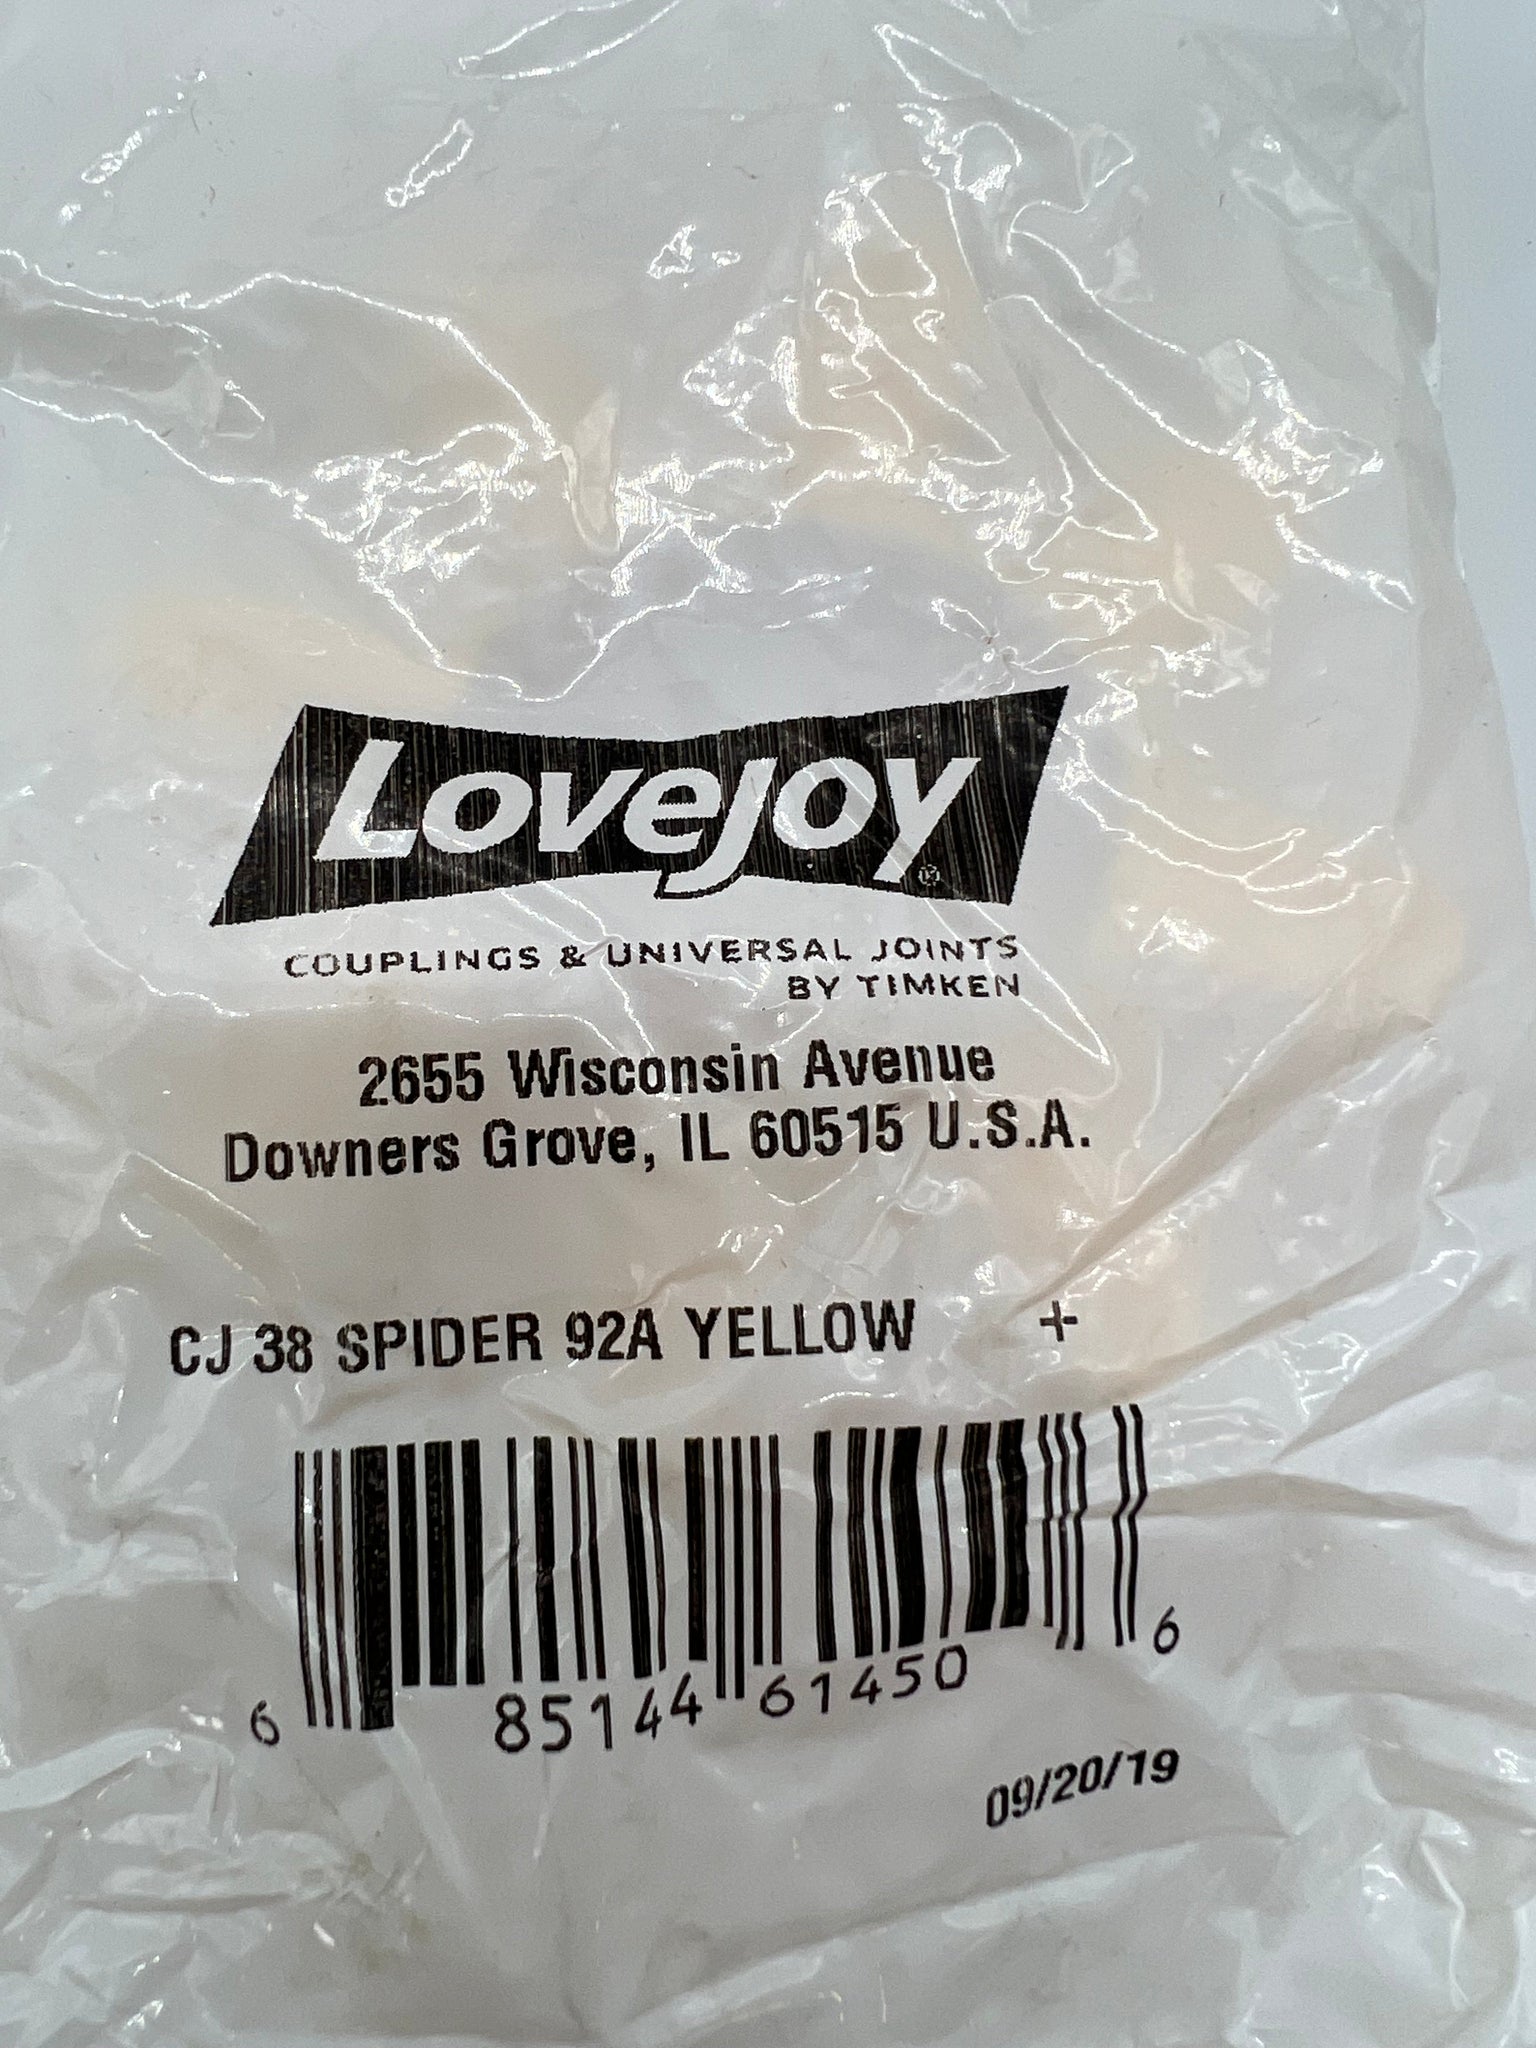 Lovejoy
COUPLINGS & UNIVERSAL JOINTS
BY TIMKEN
2655 Wisconsin Avenue
Downers Grove, IL 60515 U.S.A.
CJ 38 SPIDER 92A YELLOW +
6 85144 61450 6
09/20/19